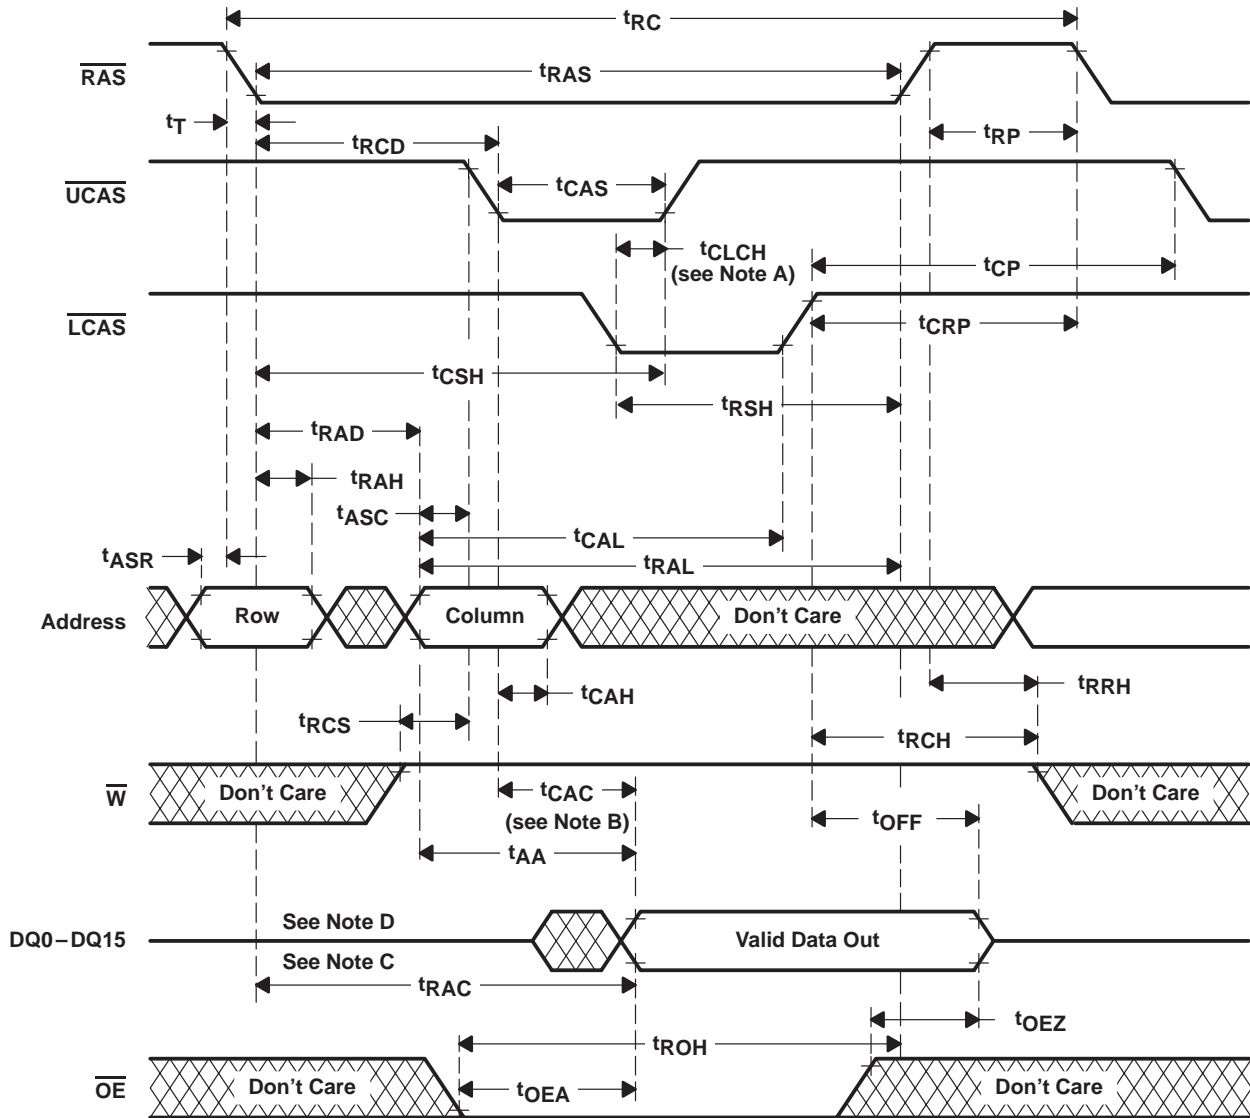 tRC
RAS
tRAS
tT
tRCD
tRP
UCAS
tCAS
tCLCH
(see Note A)
tCP
LCAS
tCRP
tCSH
tRSH
tRAD
tRAH
tASC
tCAL
tASR
tRAL
Address
Row
Column
Don't Care
tCAH
tRRH
tRCS
tRCH
W
Don't Care
Don't Care
tCAC
(see Note B)
tOFF
tAA
DQ0–DQ15
See Note D
See Note C
Valid Data Out
tRAC
tOEZ
tROH
OE
Don't Care
tOEA
Don't Care